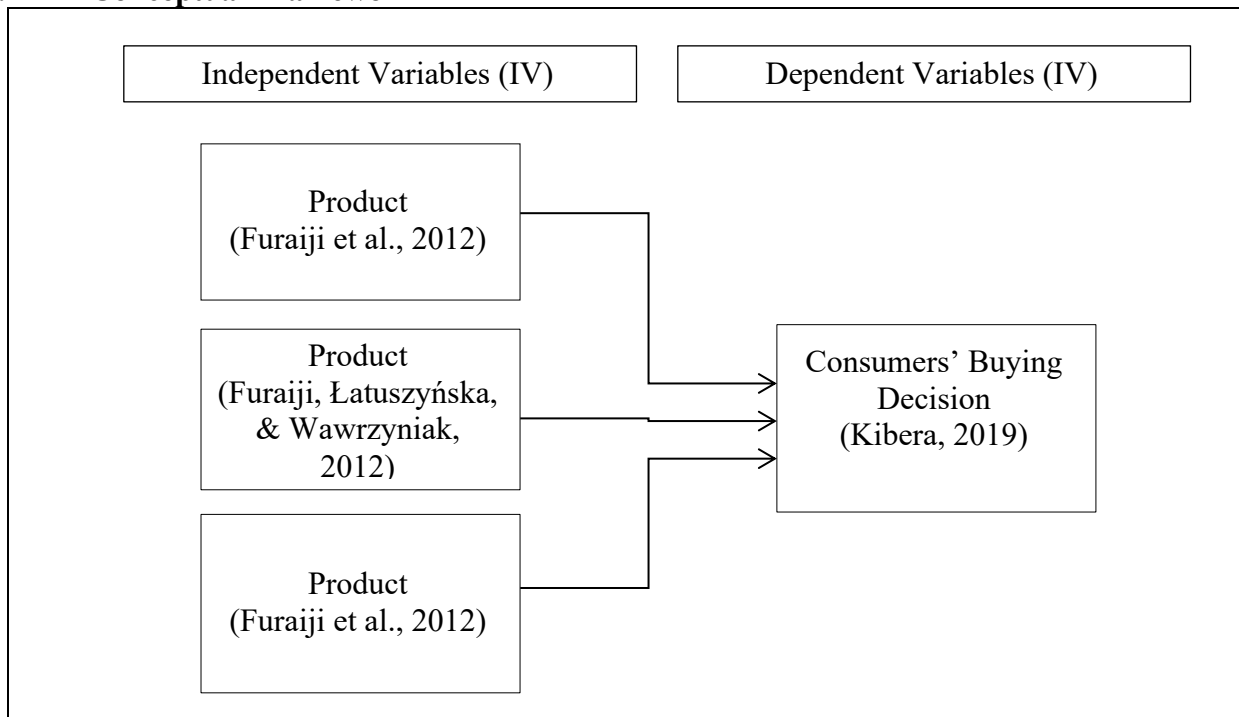 Independent Variables (IV)
Dependent Variables (IV)
Product
(Furaiji et al., 2012)
Product
(Furaiji, Łatuszyńska,
& Wawrzyniak,
2012)
Product
(Furaiji et al., 2012)
Consumers’ Buying
Decision
(Kibera, 2019)